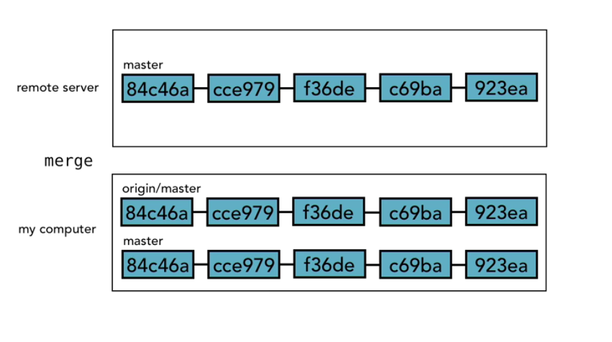 master
remote server
84c46a cce979 f36de c69ba 923ea
merge
origin/master
84c46a cce979 f36de c69ba 923ea
my computer
master
84c46a cce979 f36de c69ba 923ea